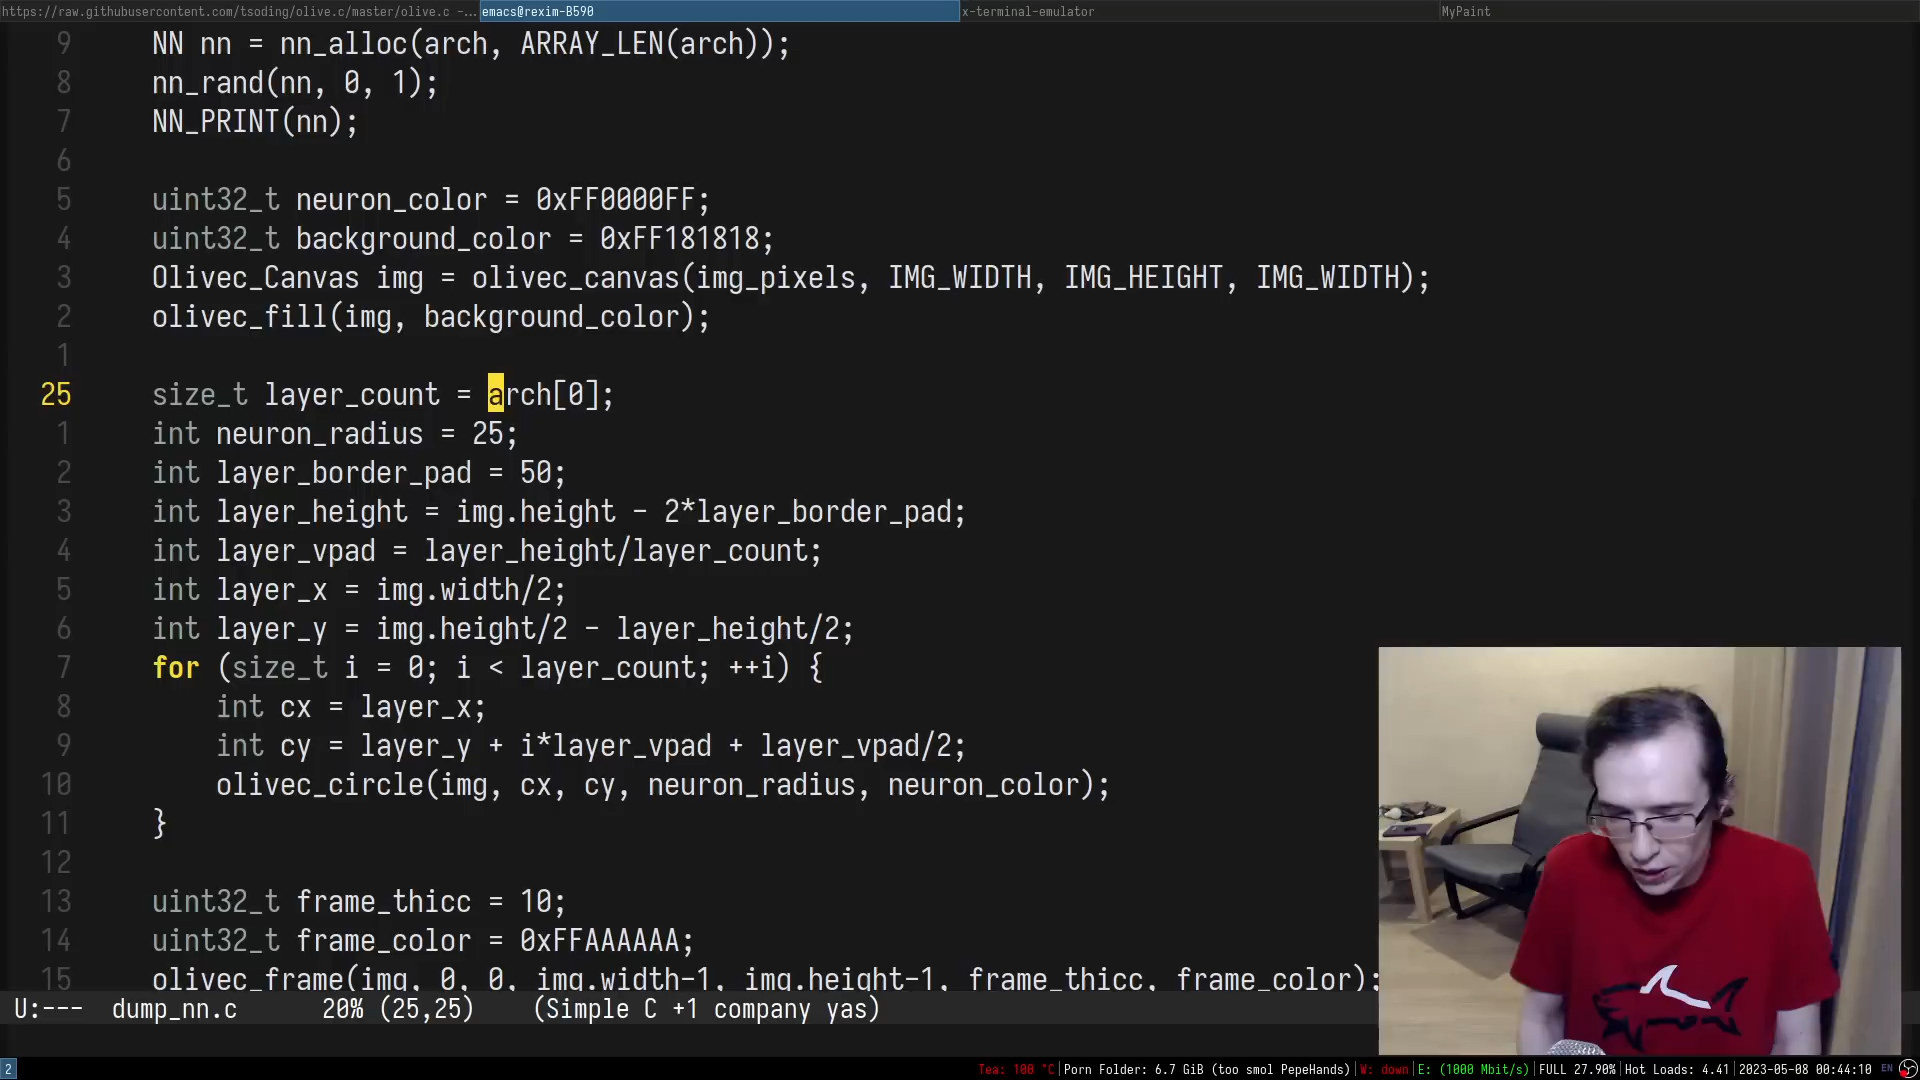 https://raw.githubusercontent.com/tsoding/olive.c/master/olive.c -... emacs@rexim-B590 x-terminal-emulator MyPaint
9 NN nn = nn_alloc(arch, ARRAY_LEN(arch));
8 nn_rand(nn, 0, 1);
7 NN_PRINT(nn);
6
5 uint32_t neuron_color = 0xFF0000FF;
4 uint32_t background_color = 0xFF181818;
3 Olivec_Canvas img = olivec_canvas(img_pixels, IMG_WIDTH, IMG_HEIGHT, IMG_WIDTH);
2 olivec_fill(img, background_color);
1
25 size_t layer_count = arch[0];
1 int neuron_radius = 25;
2 int layer_border_pad = 50;
3 int layer_height = img.height - 2*layer_border_pad;
4 int layer_vpad = layer_height/layer_count;
5 int layer_x = img.width/2;
6 int layer_y = img.height/2 - layer_height/2;
7 for (size_t i = 0; i < layer_count; ++i) {
8 int cx = layer_x;
9 int cy = layer_y + i*layer_vpad + layer_vpad/2;
10 olivec_circle(img, cx, cy, neuron_radius, neuron_color);
11 }
12
13 uint32_t frame_thicc = 10;
14 uint32_t frame_color = 0xFFAAAAAA;
15 olivec_frame(img, 0, 0, img.width-1, img.height-1, frame_thicc, frame_color);
U:--- dump_nn.c 20% (25,25) (Simple C +1 company yas)
2 Tea: 100 °C|Porn Folder: 6.7 GiB (too smol PepeHands)|W: down|E: (1000 Mbit/s)|FULL 27.90%|Hot Loads: 4.41|2023-05-08 00:44:10 EN